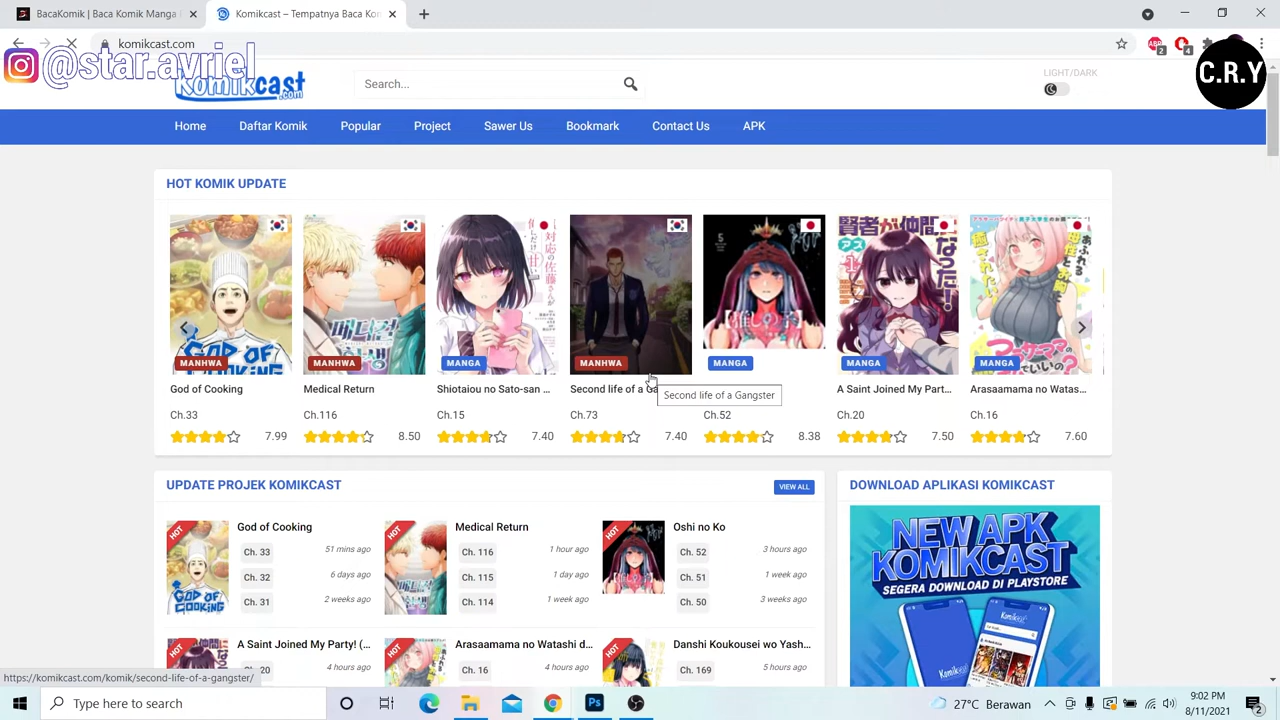 BacaKomik | Baca Komik Manga
Komikcast – Tempatnya Baca Kom
komikcast.com
@star.avriel
komikcast
.com
Search...
LIGHT/DARK
C.R.Y
Home Daftar Komik Popular Project Sawer Us Bookmark Contact Us APK
HOT KOMIK UPDATE
MANHWA MANHWA MANGA MANHWA MANGA MANGA MANGA
God of Cooking Medical Return Shiotaiou no Sato-san ... Second life of a Ga A Saint Joined My Part... Arasaamama no Watas...
Second life of a Gangster
Ch.33 Ch.116 Ch.15 Ch.73 Ch.52 Ch.20 Ch.16
7.99 8.50 7.40 7.40 8.38 7.50 7.60
UPDATE PROJEK KOMIKCAST
VIEW ALL
HOT
God of Cooking
Ch. 33 51 mins ago
Ch. 32 6 days ago
Ch. 31 2 weeks ago
HOT
Medical Return
Ch. 116 1 hour ago
Ch. 115 1 day ago
Ch. 114 1 week ago
HOT
Oshi no Ko
Ch. 52 3 hours ago
Ch. 51 1 week ago
Ch. 50 3 weeks ago
HOT
A Saint Joined My Party! (...
20 4 hours ago
HOT
Arasaamama no Watashi d...
Ch. 16 4 hours ago
HOT
Danshi Koukousei wo Yash...
Ch. 169 5 hours ago
DOWNLOAD APLIKASI KOMIKCAST
NEW APK
KOMIKCAST
SEGERA DOWNLOAD DI PLAYSTORE
https://komikcast.com/komik/second-life-of-a-gangster/
Type here to search
27°C Berawan
9:02 PM
8/11/2021